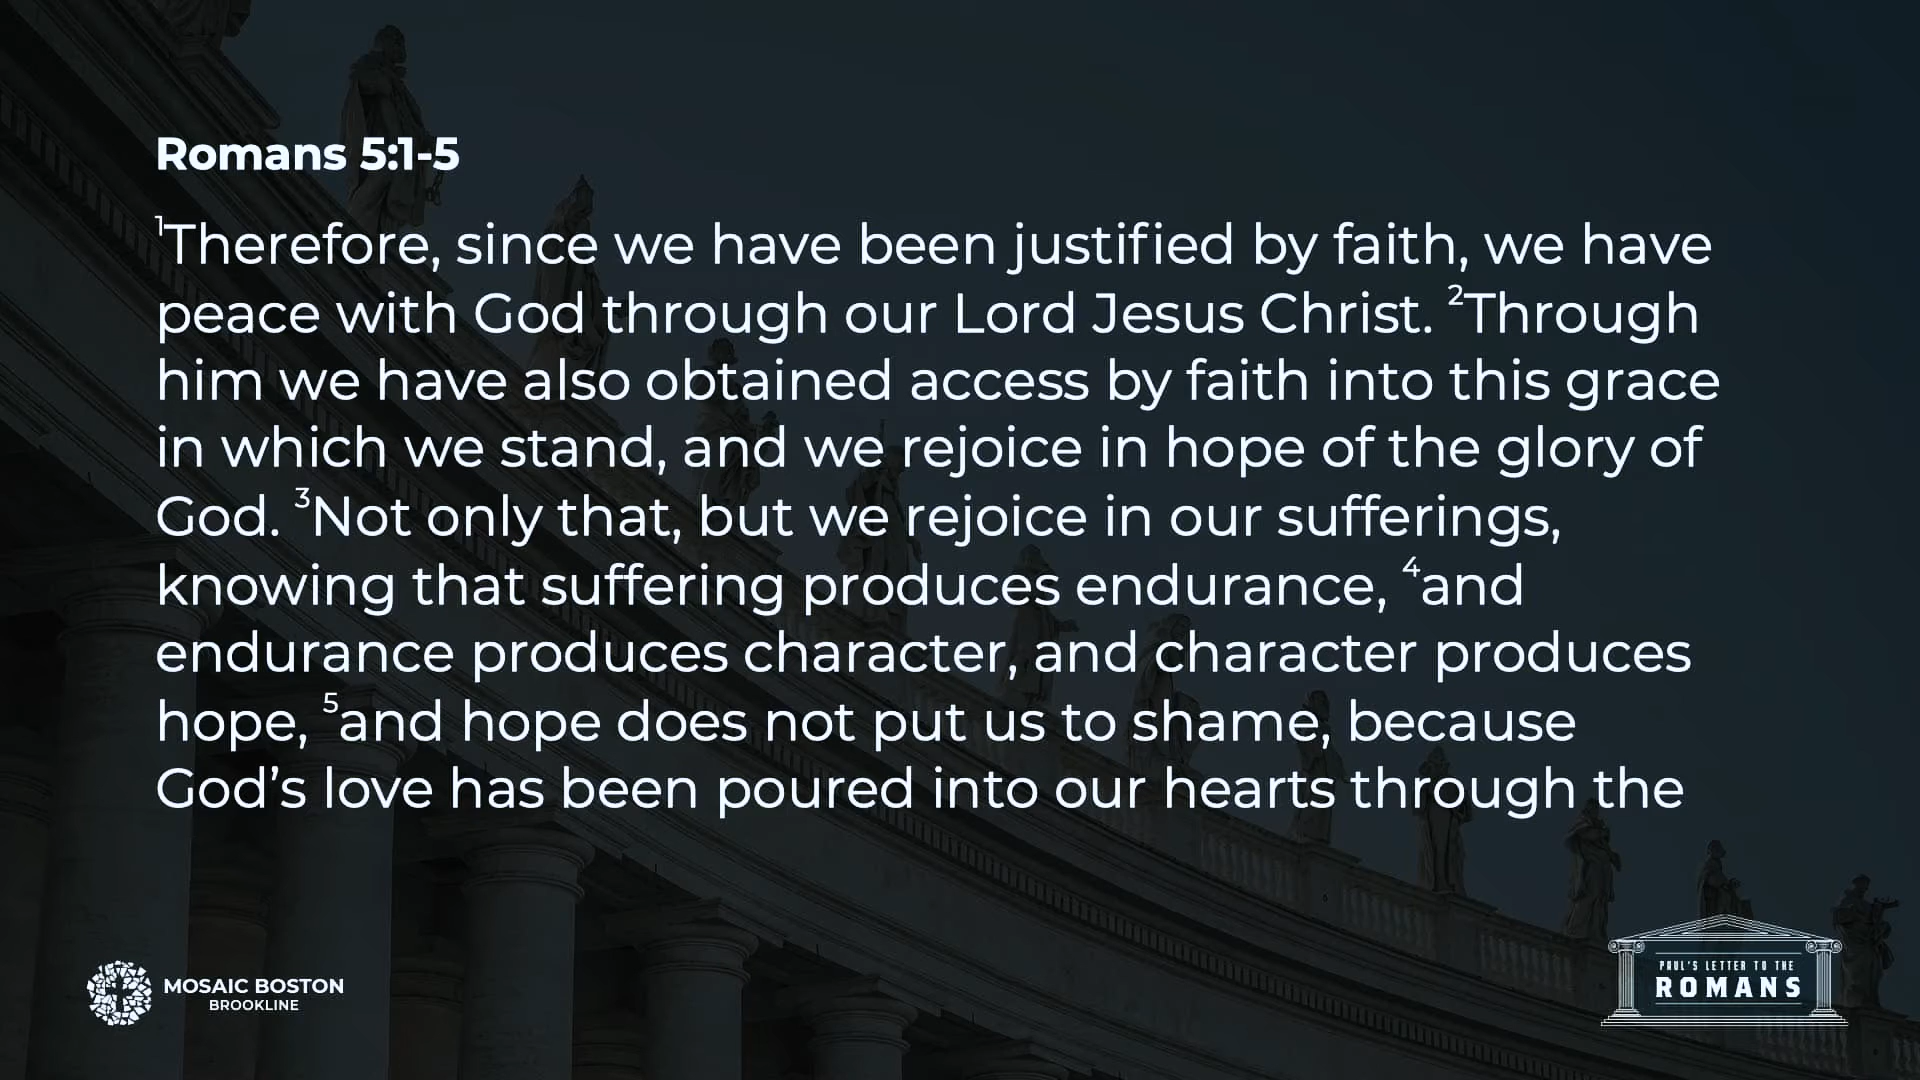 Romans 5:1-5
¹Therefore, since we have been justified by faith, we have
peace with God through our Lord Jesus Christ. ²Through
him we have also obtained access by faith into this grace
in which we stand, and we rejoice in hope of the glory of
God. ³Not only that, but we rejoice in our sufferings,
knowing that suffering produces endurance, ⁴and
endurance produces character, and character produces
hope, ⁵and hope does not put us to shame, because
God’s love has been poured into our hearts through the
MOSAIC BOSTON
BROOKLINE
PAUL'S LETTER TO THE
ROMANS